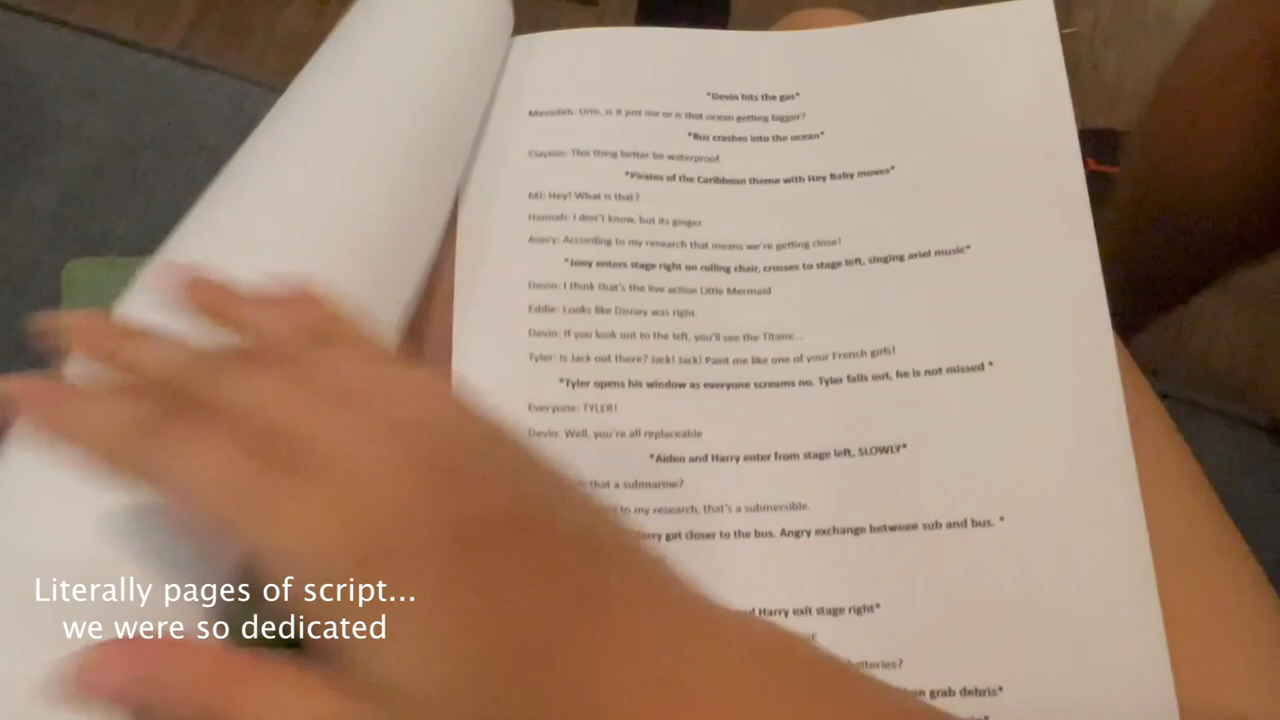 *Devin hits the gas*
Meredith: Umm, is it just me or is that ocean getting bigger?
*Bus crashes into the ocean*
Clayton: This thing better be waterproof.
*Pirates of the Caribbean theme with Hey Baby moves*
Hey! What is that?
Hannah: I don't know, but its ginger.
Avery: According to my research that means we're getting close!
*Joey enters stage right on rolling chair, crosses to stage left, singing ariel music*
Devin: I think that's the live action Little Mermaid
Eddie: Looks like Disney was right.
Devin: If you look out to the left, you'll see the Titanic...
Tyler: Is Jack out there? Jack! Jack! Paint me like one of your French girls!
*Tyler opens his window as everyone screams no. Tyler falls out, he is not missed *
Everyone: TYLER!
Devin: Well, you're all replaceable
*Aiden and Harry enter from stage left, SLOWLY*
that a submarine?
to my research, that's a submersible.
Harry get closer to the bus. Angry exchange between sub and bus. *
Harry exit stage right*
batteries?
grab debris*
Literally pages of script...
we were so dedicated